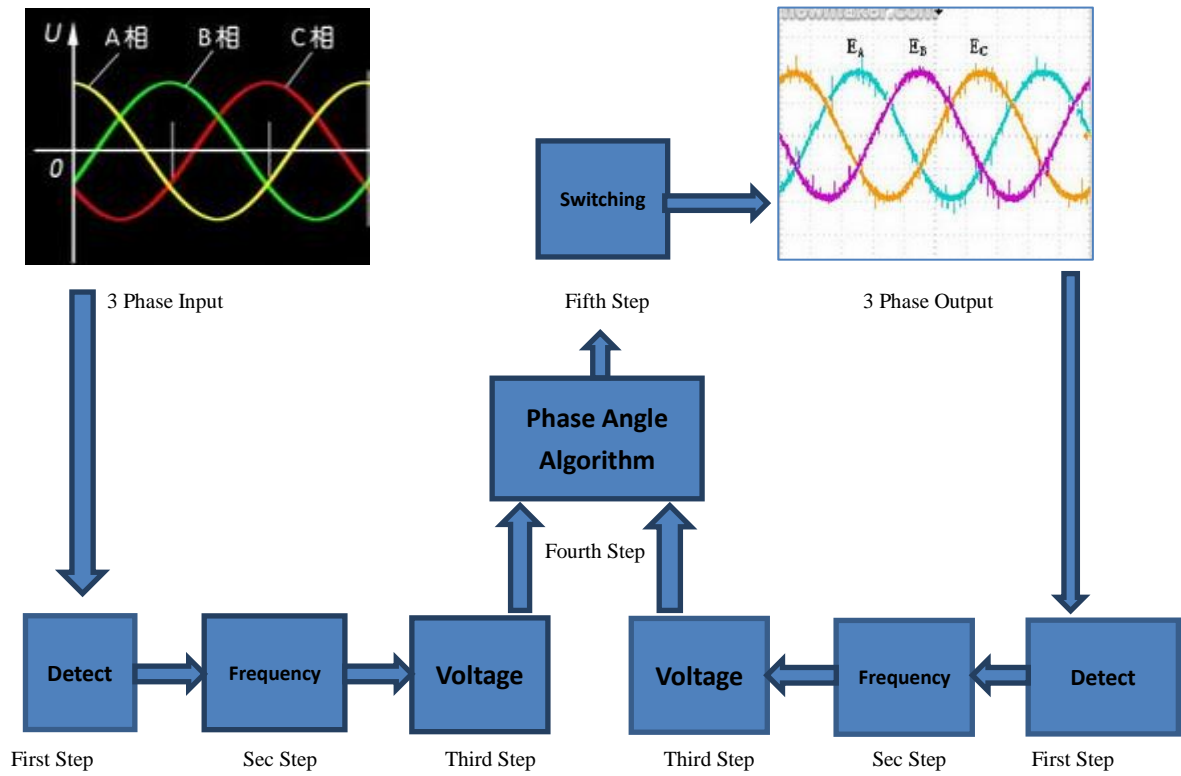 U
A相
B相
C相
0
E_A
E_B
E_C
Switching
3 Phase Input
Fifth Step
3 Phase Output
Phase Angle
Algorithm
Fourth Step
Detect
Frequency
Voltage
Voltage
Frequency
Detect
First Step
Sec Step
Third Step
Third Step
Sec Step
First Step